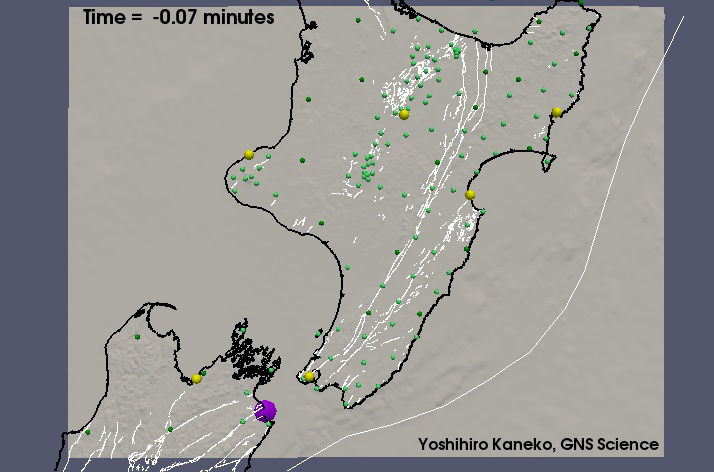 Time = -0.07 minutes
Yoshihiro Kaneko, GNS Science